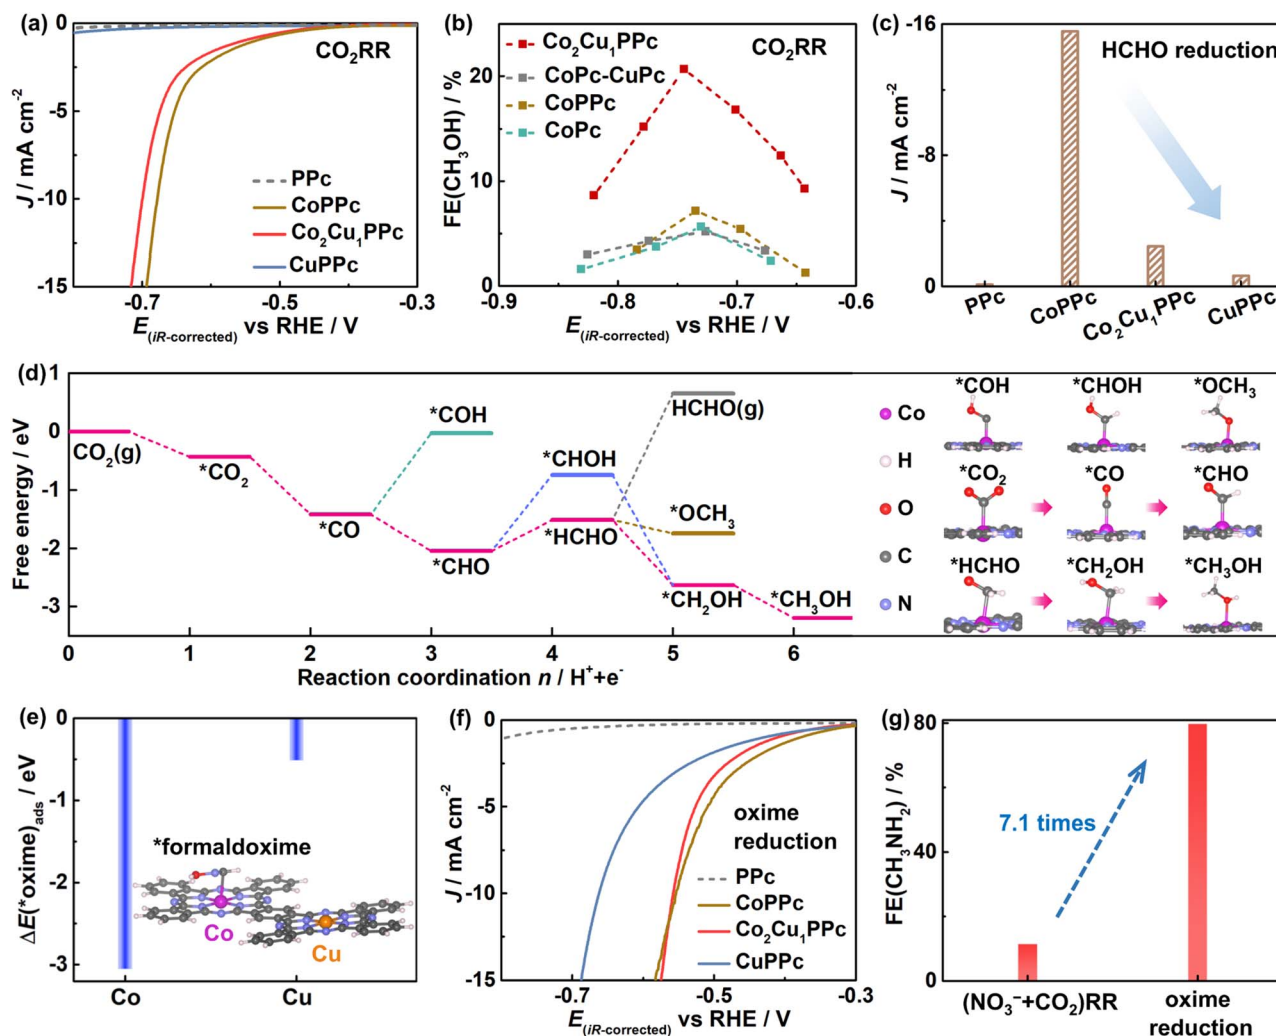 (a)
0
CO₂RR
J / mA cm⁻²
-5
-10
-15
PPc
CoPPc
Co₂Cu₁PPc
CuPPc
-0.7
-0.5
-0.3
E(iR-corrected) vs RHE / V
(b)
Co₂Cu₁PPc
CO₂RR
CoPc-CuPc
CoPPc
CoPc
FE(CH₃OH) / %
20
10
0
-0.9
-0.8
-0.7
-0.6
E(iR-corrected) vs RHE / V
(c)
-16
HCHO reduction
J / mA cm⁻²
-8
0
PPc
CoPPc
Co₂Cu₁PPc
CuPPc
(d)
1
0
-1
-2
-3
Free energy / eV
CO₂(g)
*CO₂
*CO
*COH
*CHO
*CHOH
*HCHO
HCHO(g)
*OCH₃
*CH₂OH
*CH₃OH
0
1
2
3
4
5
6
Reaction coordination n / H⁺+e⁻
Co
H
O
C
N
*COH
*CHOH
*OCH₃
*CO₂
*CO
*CHO
*HCHO
*CH₂OH
*CH₃OH
(e)
0
-1
-2
-3
ΔE(*oxime)ads / eV
*formaldoxime
Co
Cu
Co
Cu
(f)
0
-5
-10
-15
J / mA cm⁻²
oxime
reduction
PPc
CoPPc
Co₂Cu₁PPc
CuPPc
-0.7
-0.5
-0.3
E(iR-corrected) vs RHE / V
(g)
80
40
0
FE(CH₃NH₂) / %
7.1 times
(NO₃⁻+CO₂)RR
oxime
reduction